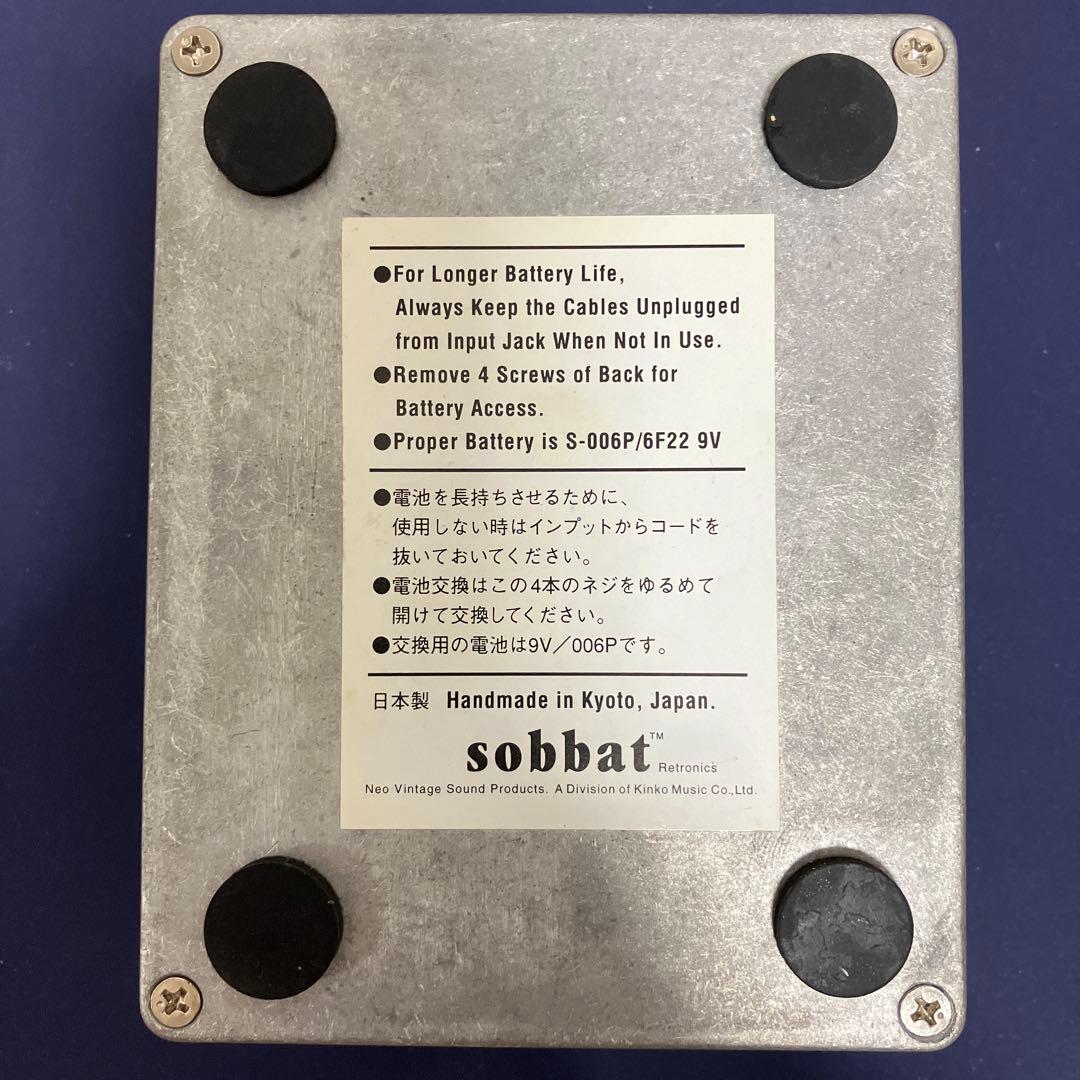 ●For Longer Battery Life,
Always Keep the Cables Unplugged
from Input Jack When Not In Use.
●Remove 4 Screws of Back for
Battery Access.
●Proper Battery is S-006P/6F22 9V
●電池を長持ちさせるために、
使用しない時はインプットからコードを
抜いておいてください。
●電池交換はこの4本のネジをゆるめて
開けて交換してください。
●交換用の電池は9V／006Pです。
日本製 Handmade in Kyoto, Japan.
sobbat™ Retronics
Neo Vintage Sound Products. A Division of Kinko Music Co.,Ltd.